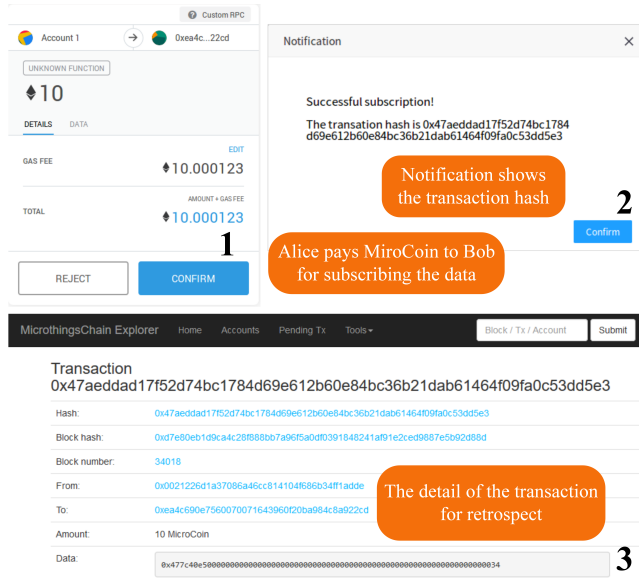 Custom RPC
Account 1
0xea4c...22cd
UNKNOWN FUNCTION
10
DETAILS DATA
EDIT
GAS FEE
10.000123
AMOUNT + GAS FEE
TOTAL
10.000123
1
REJECT CONFIRM
Notification
Successful subscription!
The transation hash is 0x47aeddad17f52d74bc1784
d69e612b60e84bc36b21dab61464f09fa0c53dd5e3
Notification shows
the transaction hash
2
Confirm
Alice pays MiroCoin to Bob
for subscribing the data
MicrothingsChain Explorer Home Accounts Pending Tx Tools Block / Tx / Account Submit
Transaction
0x47aeddad17f52d74bc1784d69e612b60e84bc36b21dab61464f09fa0c53dd5e3
Hash: 0x47aeddad17f52d74bc1784d69e612b60e84bc36b21dab61464f09fa0c53dd5e3
Block hash: 0xd7e80eb1d9ca4c28f888bb7a96f5a0df0391848241af91e2ced9887e5b92d88d
Block number: 34018
From: 0x0021226d1a37086a46cc814104f686b34ff1adde
To: 0xea4c690e7560070071643960f20ba984c8a922cd
Amount: 10 MicroCoin
The detail of the transaction
for retrospect
Data:
3